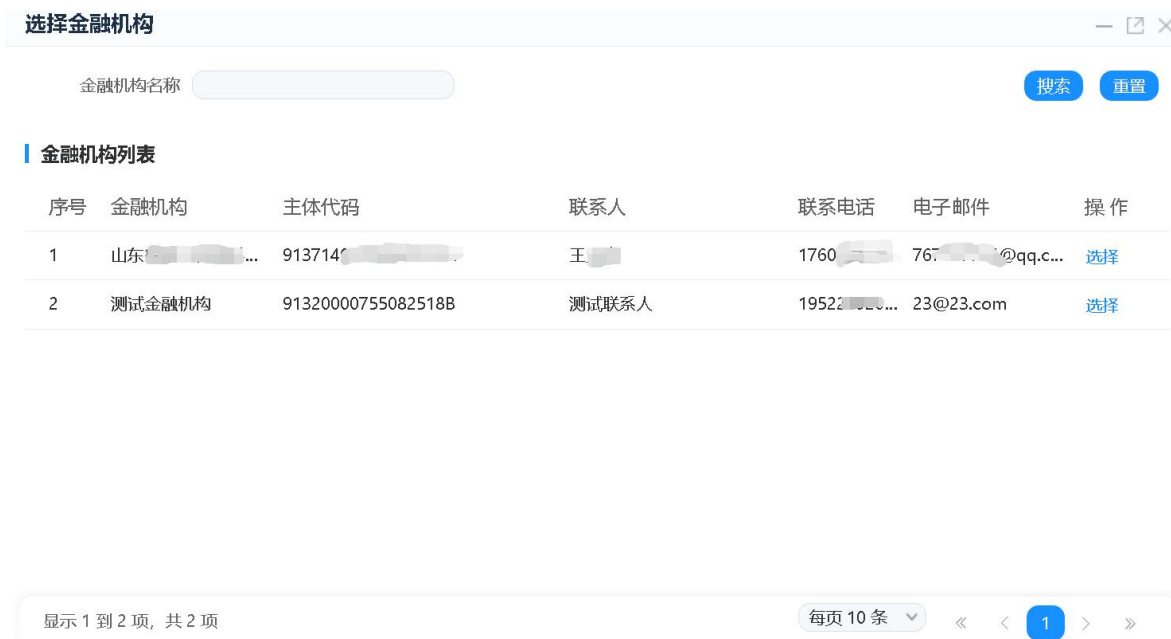 选择金融机构
金融机构名称 搜索 重置
金融机构列表
序号 金融机构 主体代码 联系人 联系电话 电子邮件 操 作
1 山东 ... 913714 王 1760 767 @qq.c... 选择
2 测试金融机构 91320000755082518B 测试联系人 19522 ... 23@23.com 选择
显示 1 到 2 项, 共 2 项 每页 10 条 « < 1 > »